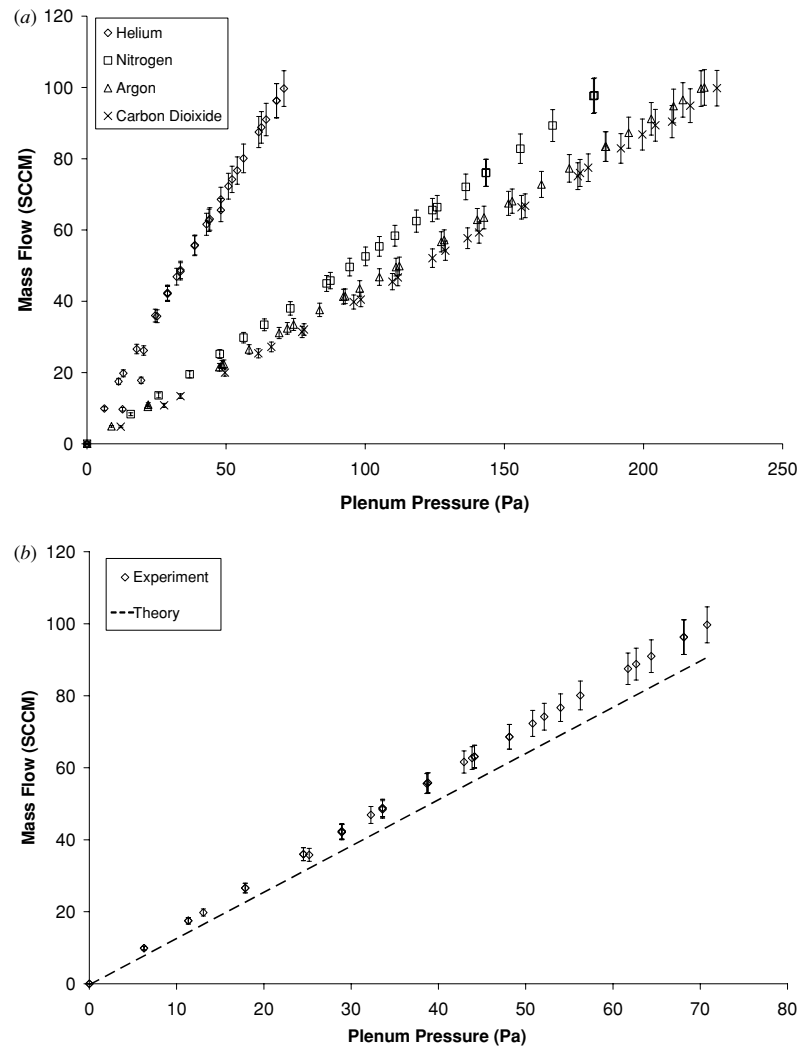 (a)
120
100
80
60
40
20
0
Mass Flow (SCCM)
Helium
Nitrogen
Argon
Carbon Dioixide
0 50 100 150 200 250
Plenum Pressure (Pa)
(b)
120
100
80
60
40
20
0
Mass Flow (SCCM)
Experiment
Theory
0 10 20 30 40 50 60 70 80
Plenum Pressure (Pa)